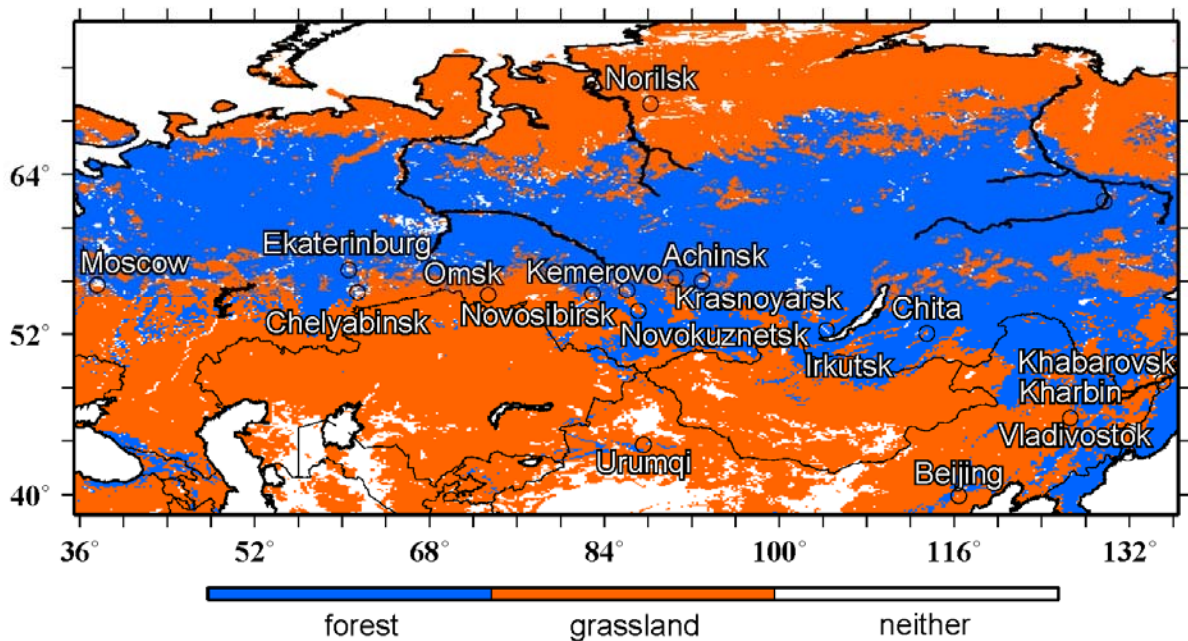 Norilsk
64°
Ekaterinburg
Achinsk
Moscow
Omsk
Kemerovo
Krasnoyarsk
Chita
Chelyabinsk
Novosibirsk
52°
Novokuznetsk
Irkutsk
Khabarovsk
Kharbin
Vladivostok
Urumqi
Beijing
40°
36° 52° 68° 84° 100° 116° 132°
forest grassland neither